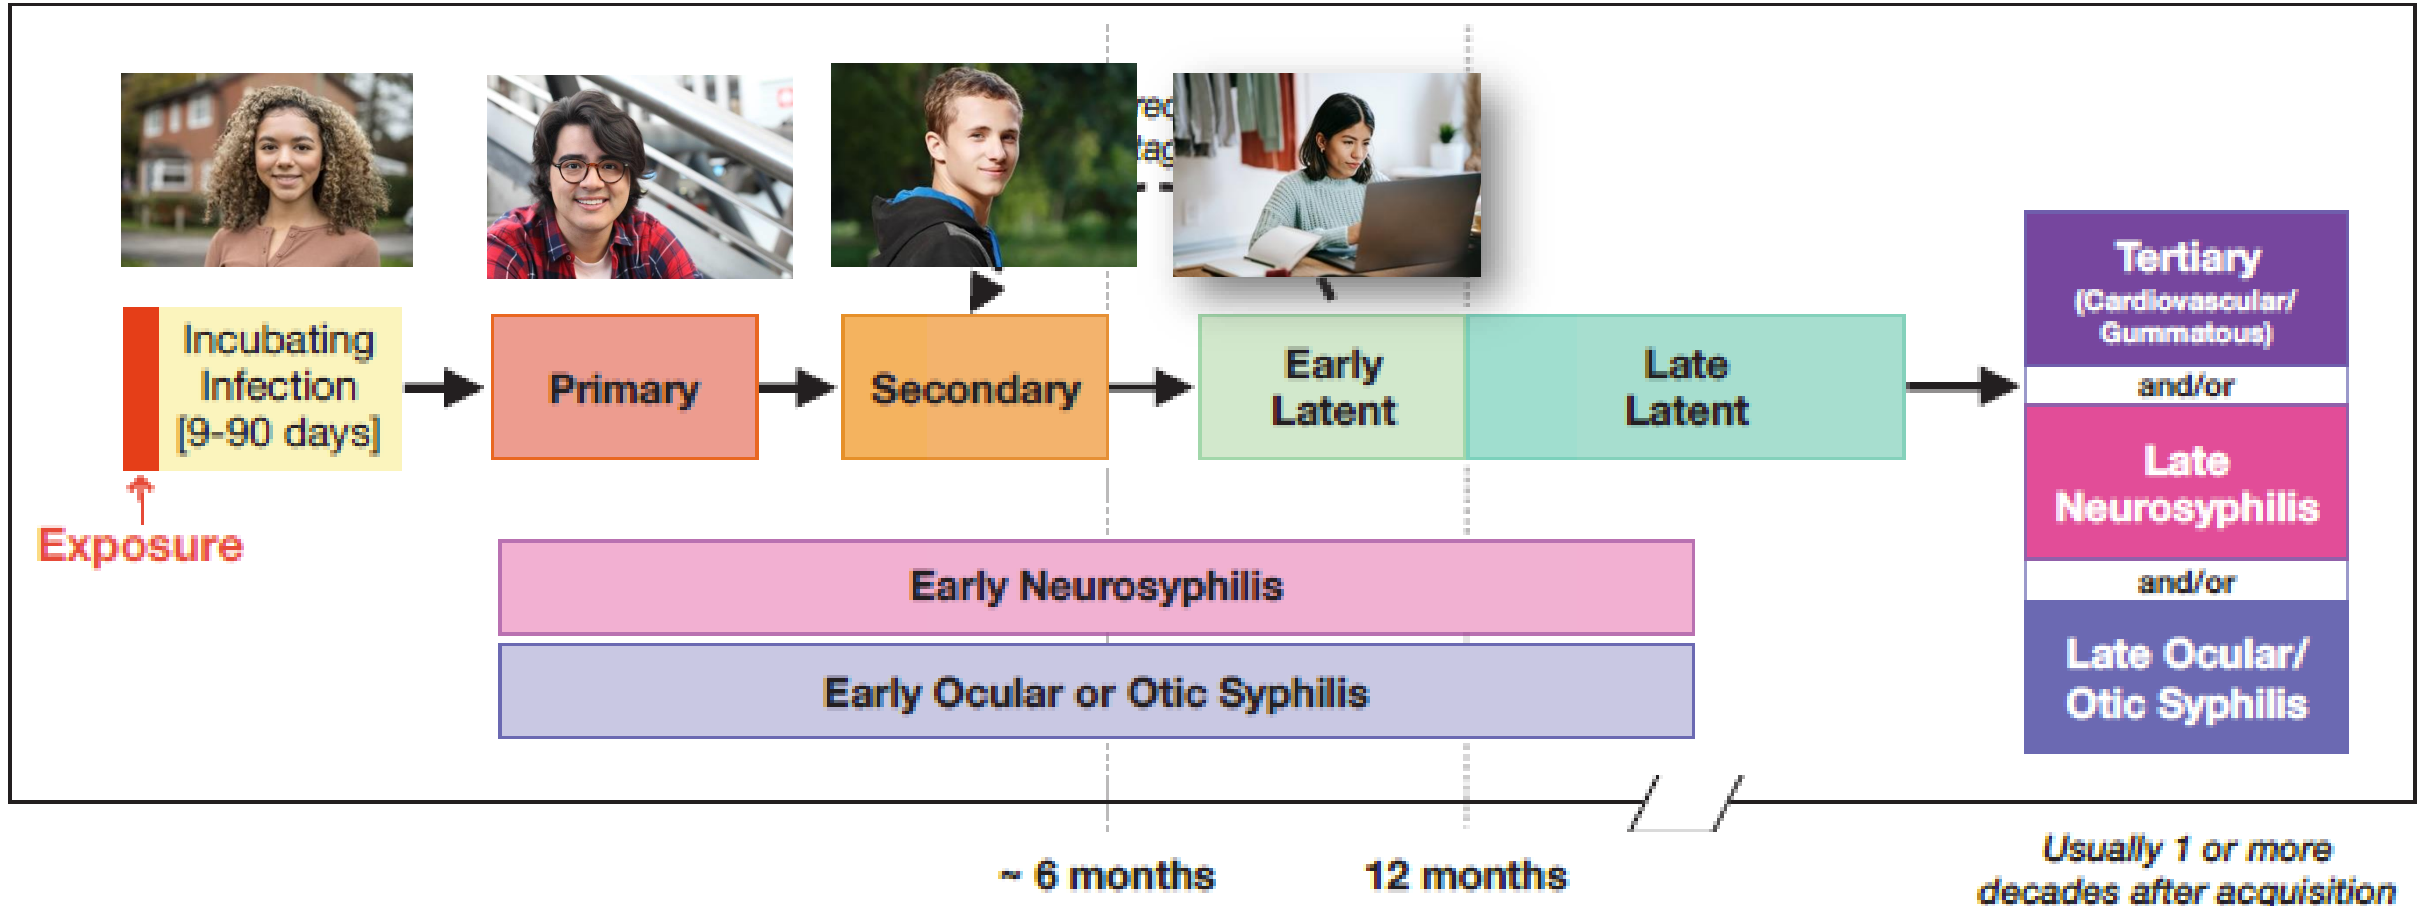 Incubating
Infection
[9-90 days]
Exposure
Primary
Secondary
Early
Latent
Late
Latent
Tertiary
(Cardiovascular/
Gummatous)
and/or
Late
Neurosyphilis
and/or
Late Ocular/
Otic Syphilis
Early Neurosyphilis
Early Ocular or Otic Syphilis
~ 6 months
12 months
Usually 1 or more
decades after acquisition